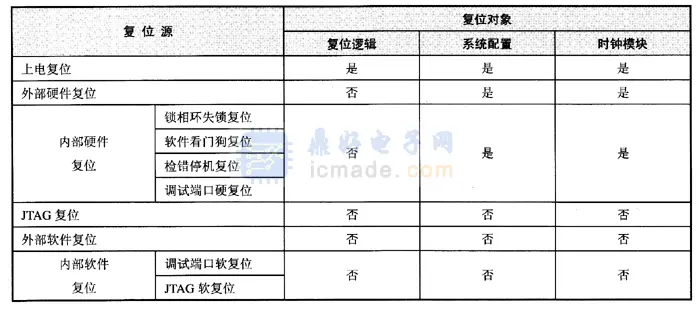 复位源 复位对象
复位逻辑 系统配置 时钟模块
上电复位 是 是 是
外部硬件复位 否 是 是
内部硬件复位 锁相环失锁复位 否 是 是
软件看门狗复位
检错停机复位
调试端口硬复位
JTAG 复位 否 否 否
外部软件复位 否 否 否
内部软件复位 调试端口软复位 否 否 否
JTAG 软复位
鼎好电子网
icmade.com